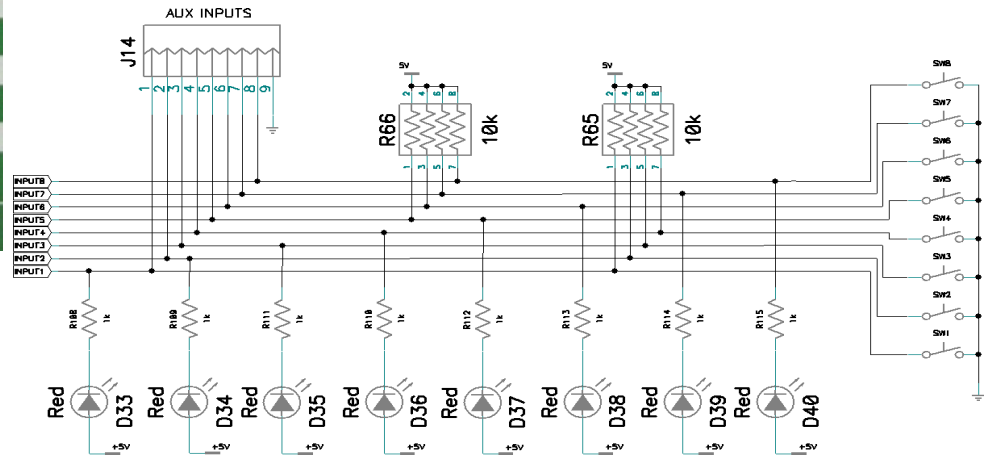 AUX INPUTS
J14
1 2 3 4 5 6 7 8 9
5V
2 4 6 8
R66
10k
1 3 5 7
5V
2 4 6 8
R65
10k
1 3 5 7
SW8
SW7
SW6
SW5
SW4
SW3
SW2
SW1
INPUT8
INPUT7
INPUT6
INPUT5
INPUT4
INPUT3
INPUT2
INPUT1
R108 1k
R109 1k
R111 1k
R110 1k
R112 1k
R113 1k
R114 1k
R115 1k
Red D33
Red D34
Red D35
Red D36
Red D37
Red D38
Red D39
Red D40
+5V +5V +5V +5V +5V +5V +5V +5V